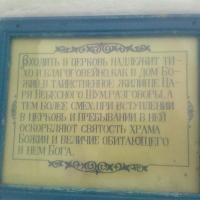 Входить в церковь надлежит ти-
хо и благоговейно, как в дом Бо-
жий, в таинственное жилище Ца-
ря Небесного. Шум, разговоры, а
тем более смех, при вступлении
в церковь и пребывании в ней
оскорбляют святость храма
Божия и величие обитающего
в нем Бога.